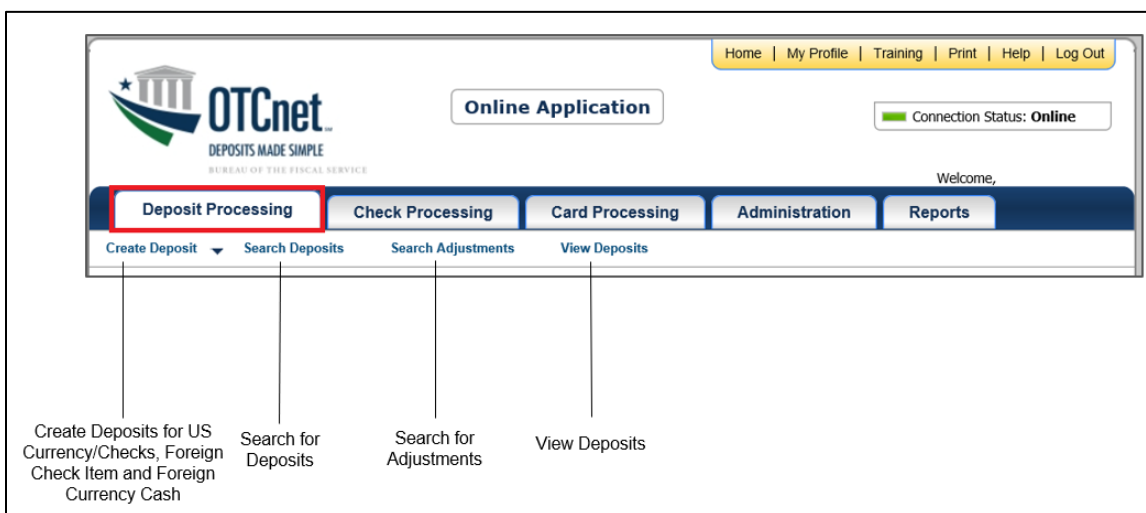 Home | My Profile | Training | Print | Help | Log Out
OTCnet
DEPOSITS MADE SIMPLE
BUREAU OF THE FISCAL SERVICE
Online Application
Connection Status: Online
Welcome,
Deposit Processing Check Processing Card Processing Administration Reports
Create Deposit Search Deposits Search Adjustments View Deposits
Create Deposits for US
Currency/Checks, Foreign
Check Item and Foreign
Currency Cash
Search for
Deposits
Search for
Adjustments
View Deposits